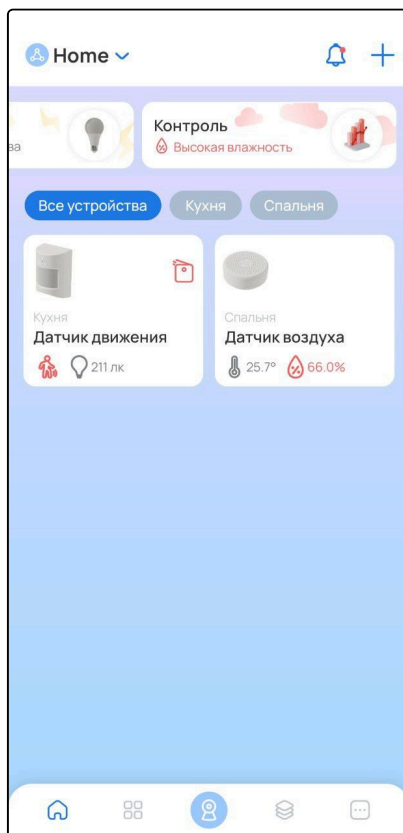 Home
ва
Контроль
Высокая влажность
Все устройства
Кухня
Спальня
Кухня
Датчик движения
211 лк
Спальня
Датчик воздуха
25.7°
66.0%